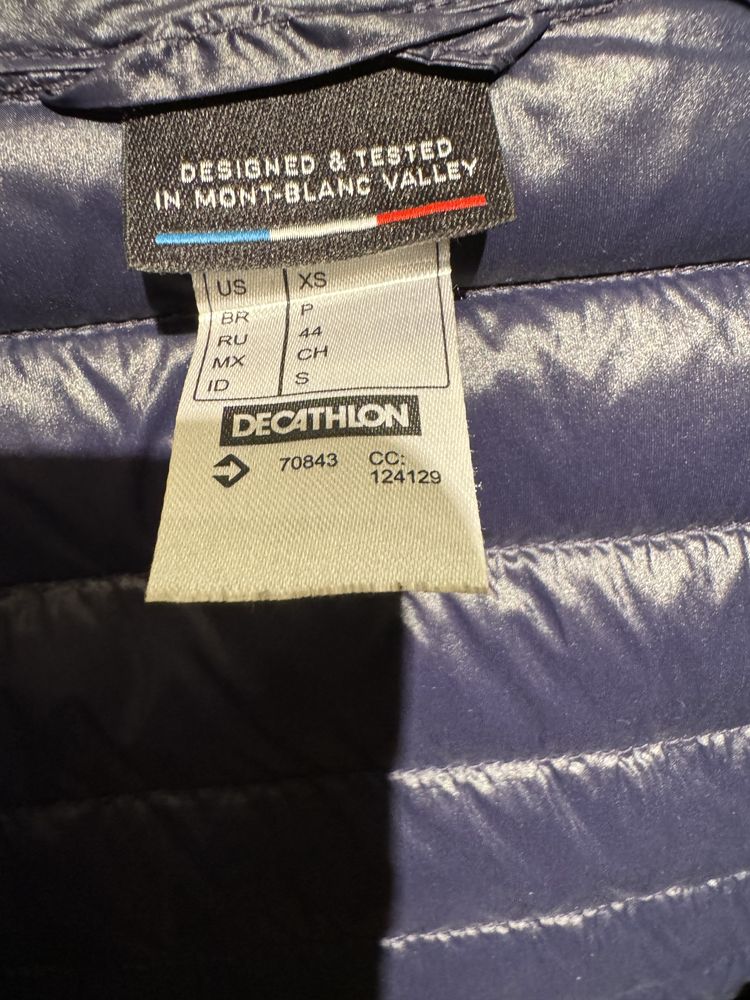 DESIGNED & TESTED
IN MONT-BLANC VALLEY
US XS
BR P
RU 44
MX CH
ID S
DECATHLON
70843 CC:
124129